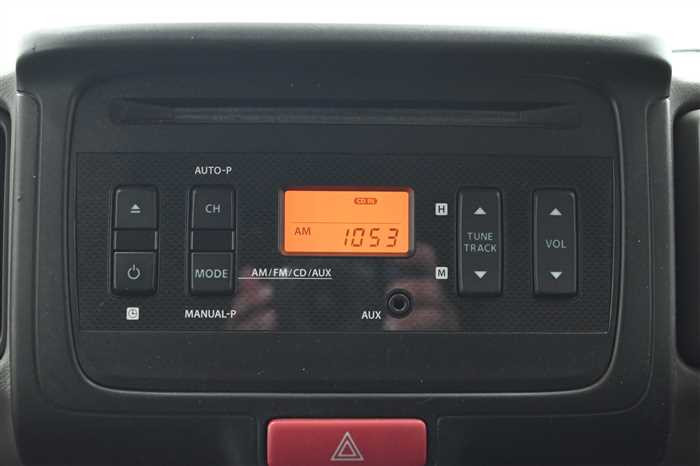 AUTO-P
CH
MODE
MANUAL-P
AM/FM/CD/AUX
CD IN
AM 1053
AUX
H
M
TUNE
TRACK
VOL